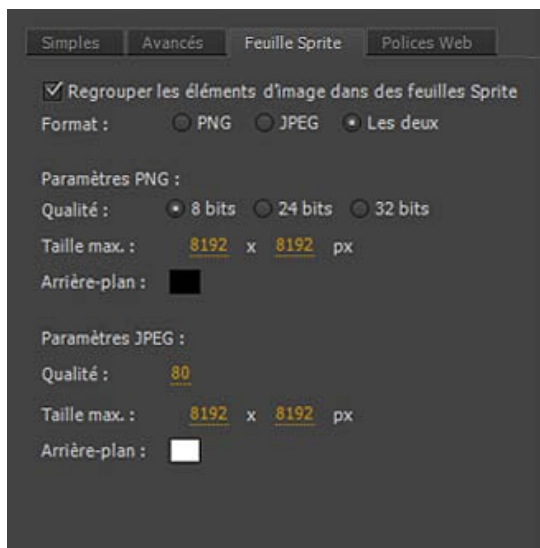 Simples Avancés Feuille Sprite Polices Web
Regrouper les éléments d'image dans des feuilles Sprite
Format : PNG JPEG Les deux
Paramètres PNG :
Qualité : 8 bits 24 bits 32 bits
Taille max. : 8192 x 8192 px
Arrière-plan :
Paramètres JPEG :
Qualité : 80
Taille max. : 8192 x 8192 px
Arrière-plan :